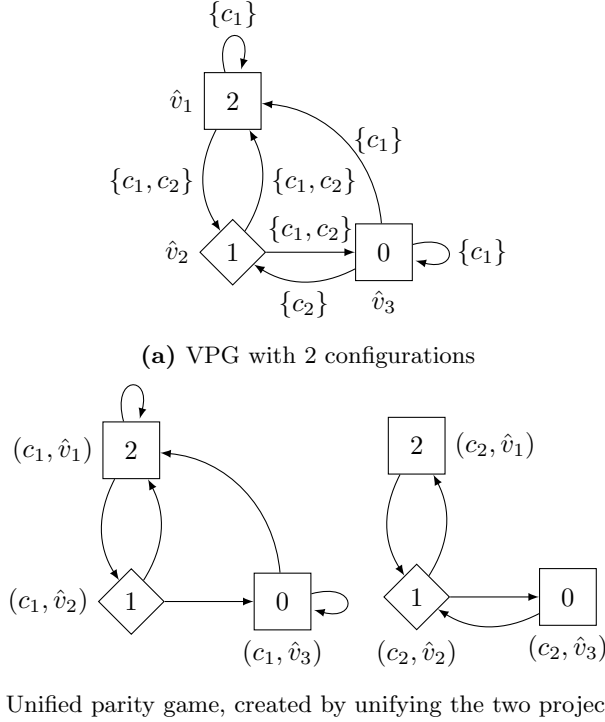 {c₁}
v̂₁ 2
{c₁}
{c₁, c₂} {c₁, c₂}
{c₁, c₂}
v̂₂ 1 0 {c₁}
{c₂} v̂₃
(a) VPG with 2 configurations
(c₁, v̂₁) 2 2 (c₂, v̂₁)
(c₁, v̂₂) 1 0 1 0
(c₁, v̂₃) (c₂, v̂₂) (c₂, v̂₃)
Unified parity game, created by unifying the two projec